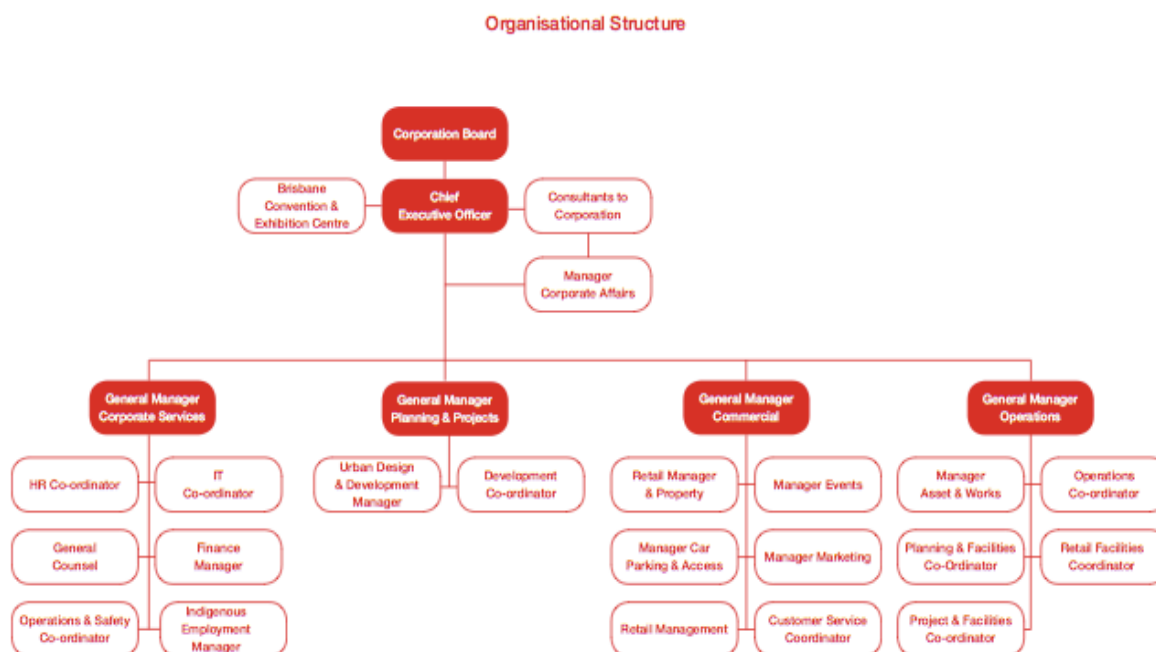 Organisational Structure
Corporation Board
Brisbane
Convention &
Exhibition Centre
Chief
Executive Officer
Consultants to
Corporation
Manager
Corporate Affairs
General Manager
Corporate Services
General Manager
Planning & Projects
General Manager
Commercial
General Manager
Operations
HR Co-ordinator
IT
Co-ordinator
Urban Design
& Development
Manager
Development
Co-ordinator
Retail Manager
& Property
Manager Events
Manager
Asset & Works
Operations
Co-ordinator
General
Counsel
Finance
Manager
Manager Car
Parking & Access
Manager Marketing
Planning & Facilities
Co-Ordinator
Retail Facilities
Coordinator
Operations & Safety
Co-ordinator
Indigenous
Employment
Manager
Retail Management
Customer Service
Coordinator
Project & Facilities
Co-ordinator